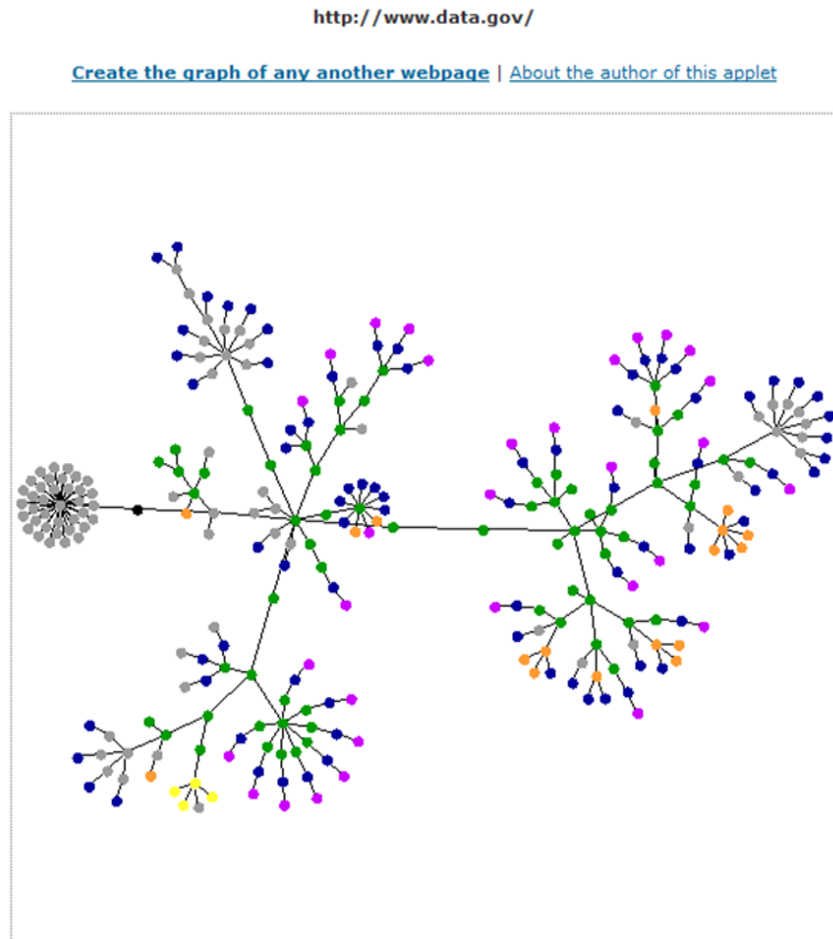 http://www.data.gov/
Create the graph of any another webpage | About the author of this applet